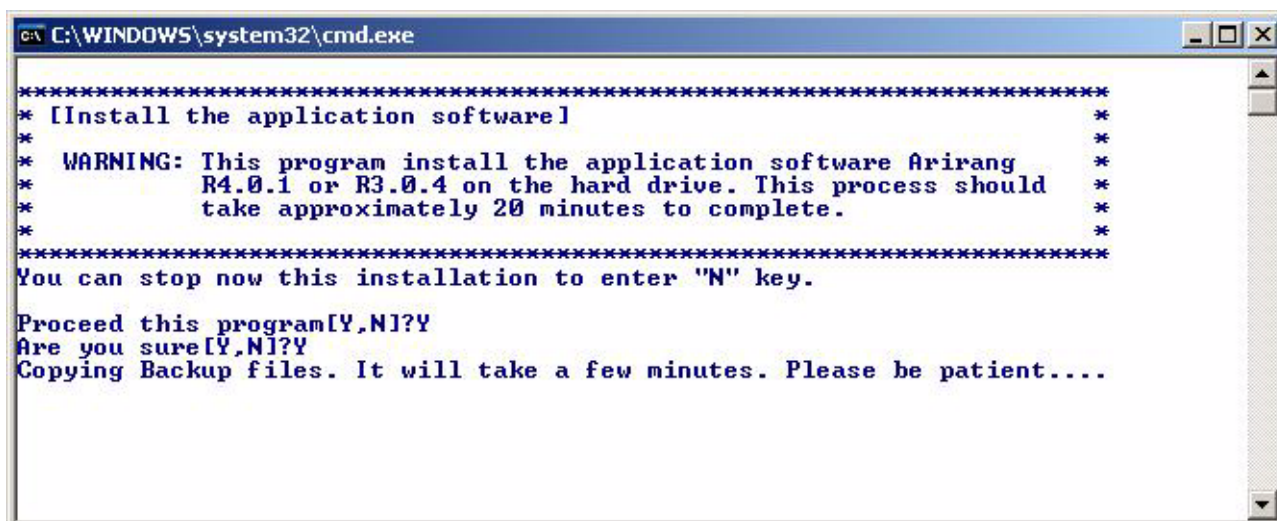 C:\WINDOWS\system32\cmd.exe
***********************************************************************
* [Install the application software] *
* *
* WARNING: This program install the application software Arirang *
* R4.0.1 or R3.0.4 on the hard drive. This process should *
* take approximately 20 minutes to complete. *
* *
***********************************************************************
You can stop now this installation to enter "N" key.
Proceed this program[Y,N]?Y
Are you sure[Y,N]?Y
Copying Backup files. It will take a few minutes. Please be patient....